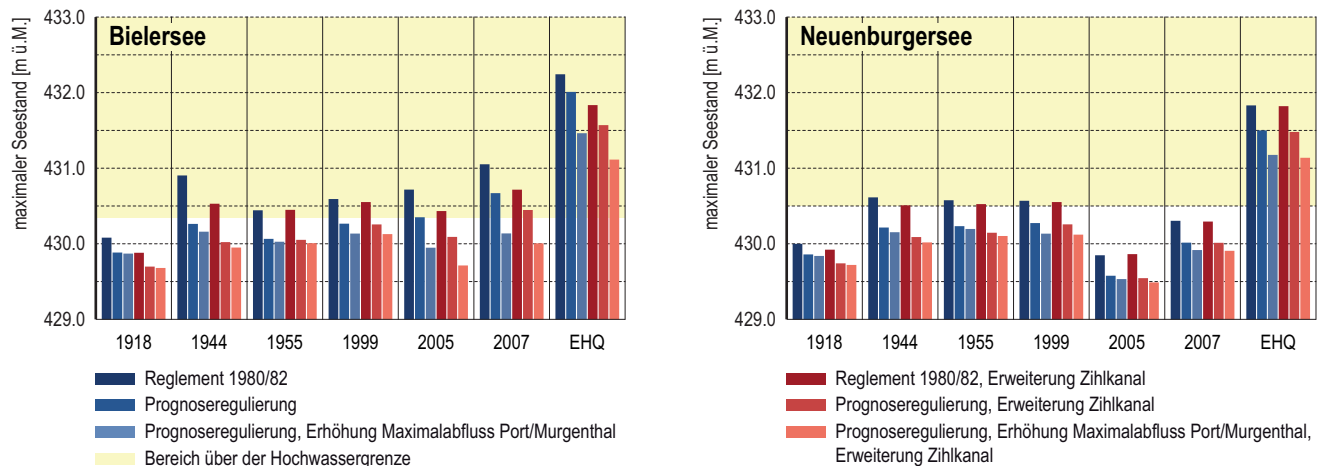 Bielersee
maximaler Seestand [m ü.M.]
433.0
432.0
431.0
430.0
429.0
1918 1944 1955 1999 2005 2007 EHQ
Reglement 1980/82
Prognoseregulierung
Prognoseregulierung, Erhöhung Maximalabfluss Port/Murgenthal
Bereich über der Hochwassergrenze
Neuenburgersee
maximaler Seestand [m ü.M.]
433.0
432.0
431.0
430.0
429.0
1918 1944 1955 1999 2005 2007 EHQ
Reglement 1980/82, Erweiterung Zihlkanal
Prognoseregulierung, Erweiterung Zihlkanal
Prognoseregulierung, Erhöhung Maximalabfluss Port/Murgenthal,
Erweiterung Zihlkanal